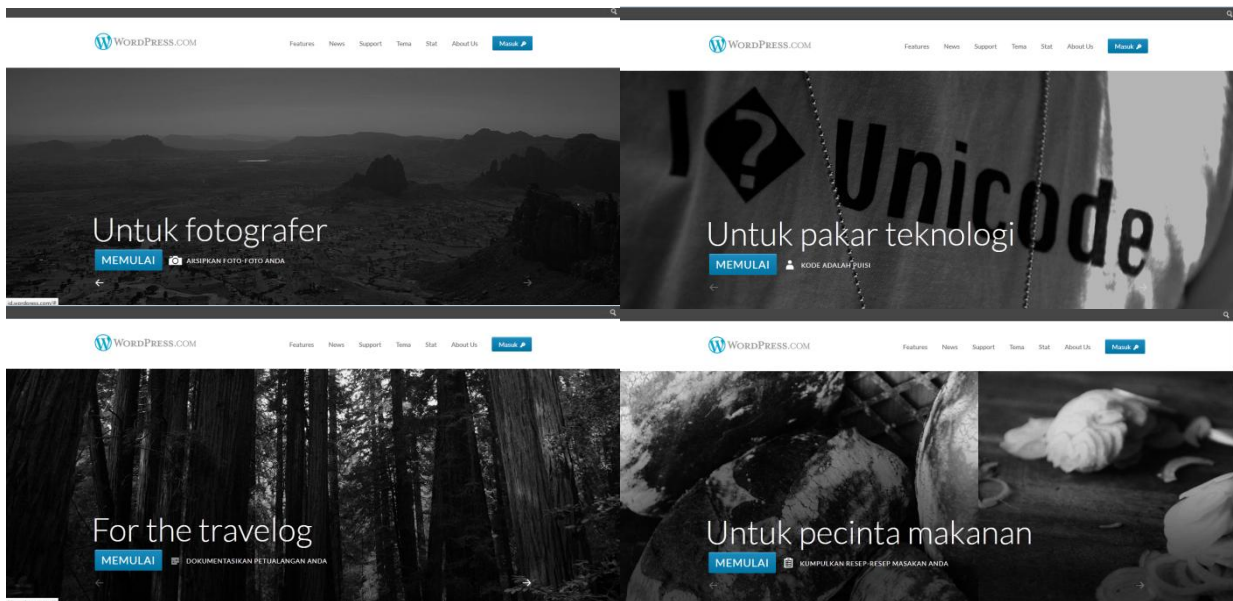 WORDPRESS.COM
Features News Support Tema Stat About Us Masuk
Untuk fotografer
MEMULAI ARSIPKAN FOTO-FOTO ANDA
id.wordpress.com/#
WORDPRESS.COM
Features News Support Tema Stat About Us Masuk
I � Unicode
Untuk pakar teknologi
MEMULAI KODE ADALAH PUISI
WORDPRESS.COM
Features News Support Tema Stat About Us Masuk
For the travelog
MEMULAI DOKUMENTASIKAN PETUALANGAN ANDA
WORDPRESS.COM
Features News Support Tema Stat About Us Masuk
Untuk pecinta makanan
MEMULAI KUMPULKAN RESEP-RESEP MASAKAN ANDA